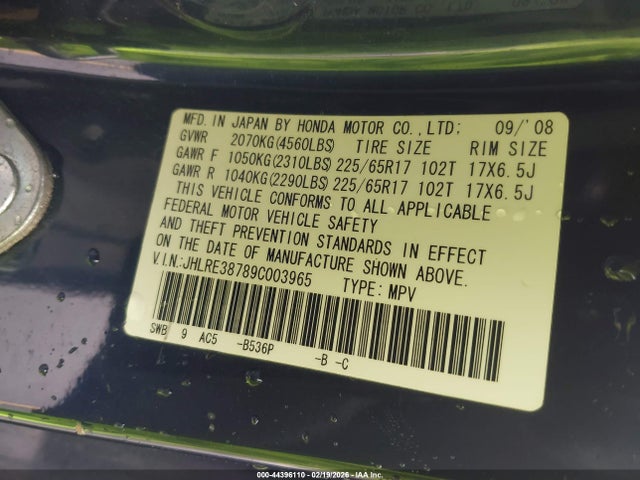 MFD. IN JAPAN BY HONDA MOTOR CO., LTD: 09/'08
GVWR 2070KG(4560LBS) TIRE SIZE RIM SIZE
GAWR F 1050KG(2310LBS) 225/65R17 102T 17X6.5J
GAWR R 1040KG(2290LBS) 225/65R17 102T 17X6.5J
THIS VEHICLE CONFORMS TO ALL APPLICABLE
FEDERAL MOTOR VEHICLE SAFETY
AND THEFT PREVENTION STANDARDS IN EFFECT
ON THE DATE OF MANUFACTURE SHOWN ABOVE.
V.I.N.:JHLRE38789C003965 TYPE: MPV
SWB 9 AC5 -B536P -B -C
000-44396110 - 02/19/2026 - IAA Inc.